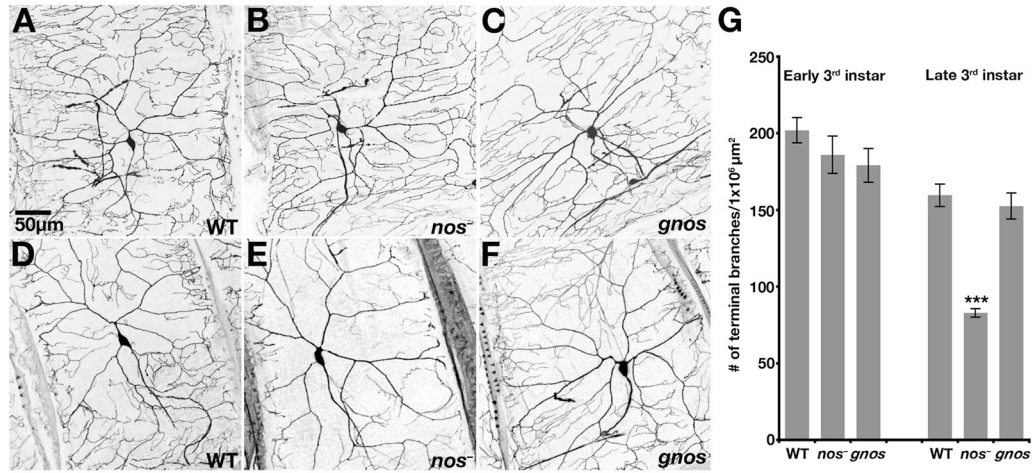 A
B
C
G
50µm
WT
nos⁻
gnos
D
E
F
WT
nos⁻
gnos
# of terminal branches/1x10⁶ µm²
250
200
150
100
50
0
Early 3rd instar
Late 3rd instar
***
WT nos⁻ gnos
WT nos⁻ gnos